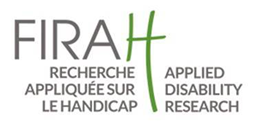 FIRAH
RECHERCHE
APPLIQUÉE SUR
LE HANDICAP
APPLIED
DISABILITY
RESEARCH